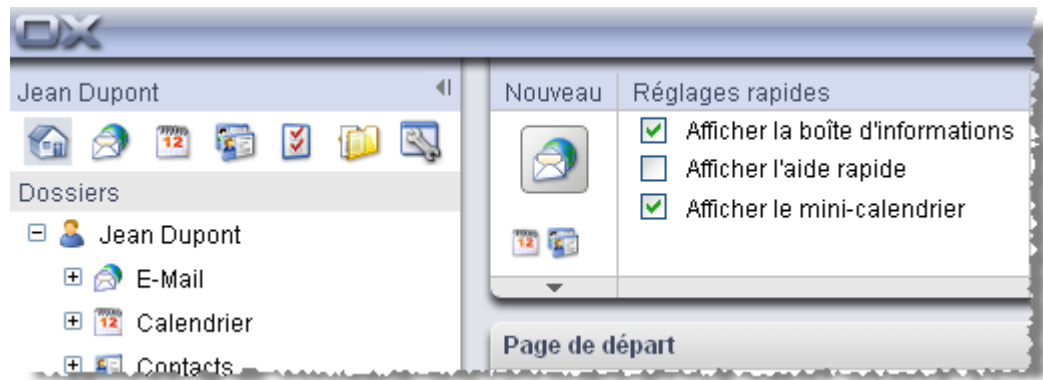 OX
Jean Dupont
Dossiers
Jean Dupont
E-Mail
Calendrier
Contacts
Nouveau
Réglages rapides
Afficher la boîte d'informations
Afficher l'aide rapide
Afficher le mini-calendrier
Page de départ